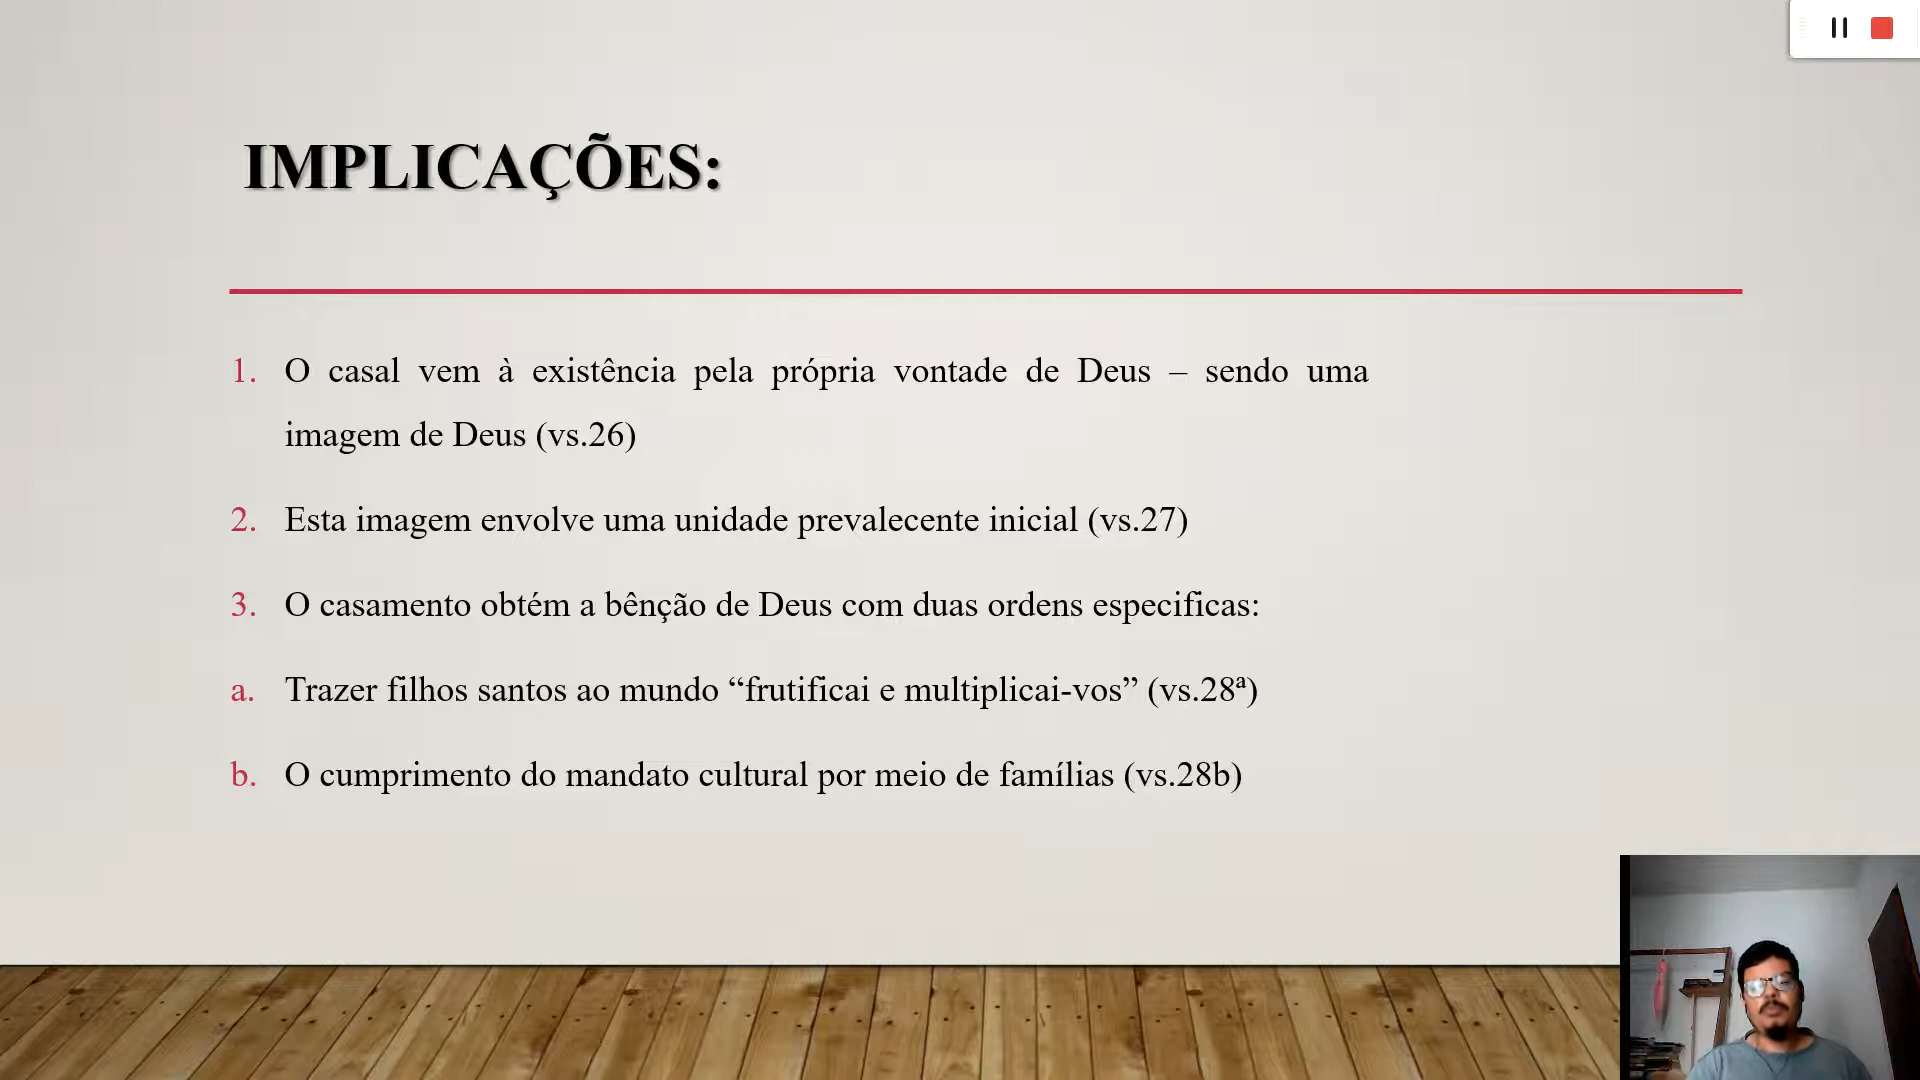 IMPLICAÇÕES:
1. O casal vem à existência pela própria vontade de Deus – sendo uma
imagem de Deus (vs.26)
2. Esta imagem envolve uma unidade prevalecente inicial (vs.27)
3. O casamento obtém a bênção de Deus com duas ordens especificas:
a. Trazer filhos santos ao mundo “frutificai e multiplicai-vos” (vs.28ª)
b. O cumprimento do mandato cultural por meio de famílias (vs.28b)